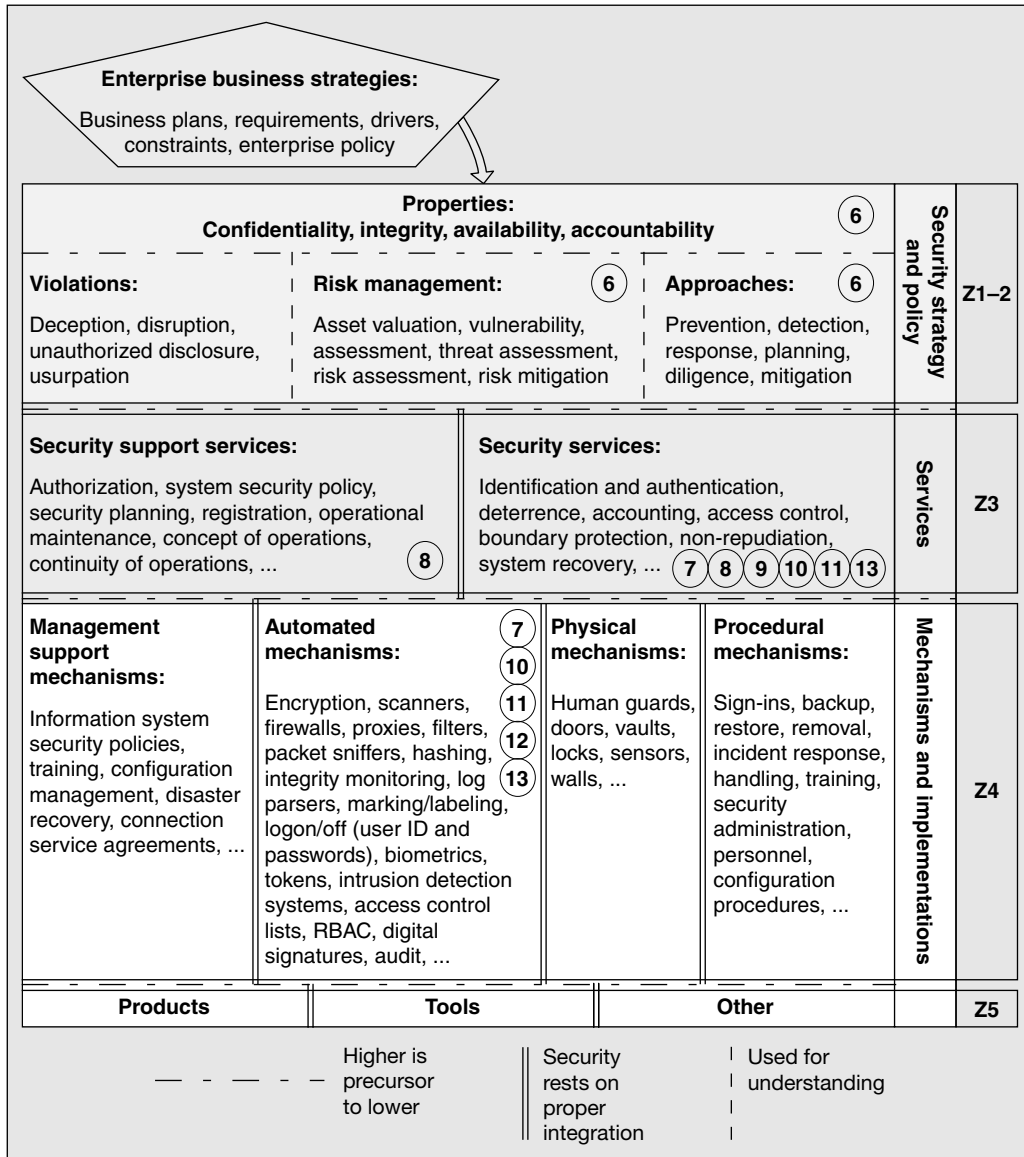 Enterprise business strategies:
Business plans, requirements, drivers,
constraints, enterprise policy
Properties:
Confidentiality, integrity, availability, accountability
6
Violations:
Deception, disruption,
unauthorized disclosure,
usurpation
Risk management:
6
Asset valuation, vulnerability,
assessment, threat assessment,
risk assessment, risk mitigation
Approaches:
6
Prevention, detection,
response, planning,
diligence, mitigation
Security strategy
and policy
Z1–2
Security support services:
Authorization, system security policy,
security planning, registration, operational
maintenance, concept of operations,
continuity of operations, ...
8
Security services:
Identification and authentication,
deterrence, accounting, access control,
boundary protection, non-repudiation,
system recovery, ...
7 8 9 10 11 13
Services
Z3
Management
support
mechanisms:
Information system
security policies,
training, configuration
management, disaster
recovery, connection
service agreements, ...
Automated
mechanisms:
7
10
11
12
13
Encryption, scanners,
firewalls, proxies, filters,
packet sniffers, hashing,
integrity monitoring, log
parsers, marking/labeling,
logon/off (user ID and
passwords), biometrics,
tokens, intrusion detection
systems, access control
lists, RBAC, digital
signatures, audit, ...
Physical
mechanisms:
Human guards,
doors, vaults,
locks, sensors,
walls, ...
Procedural
mechanisms:
Sign-ins, backup,
restore, removal,
incident response,
handling, training,
security
administration,
personnel,
configuration
procedures, ...
Mechanisms and implementations
Z4
Products
Tools
Other
Z5
Higher is
precursor
to lower
Security
rests on
proper
integration
Used for
understanding